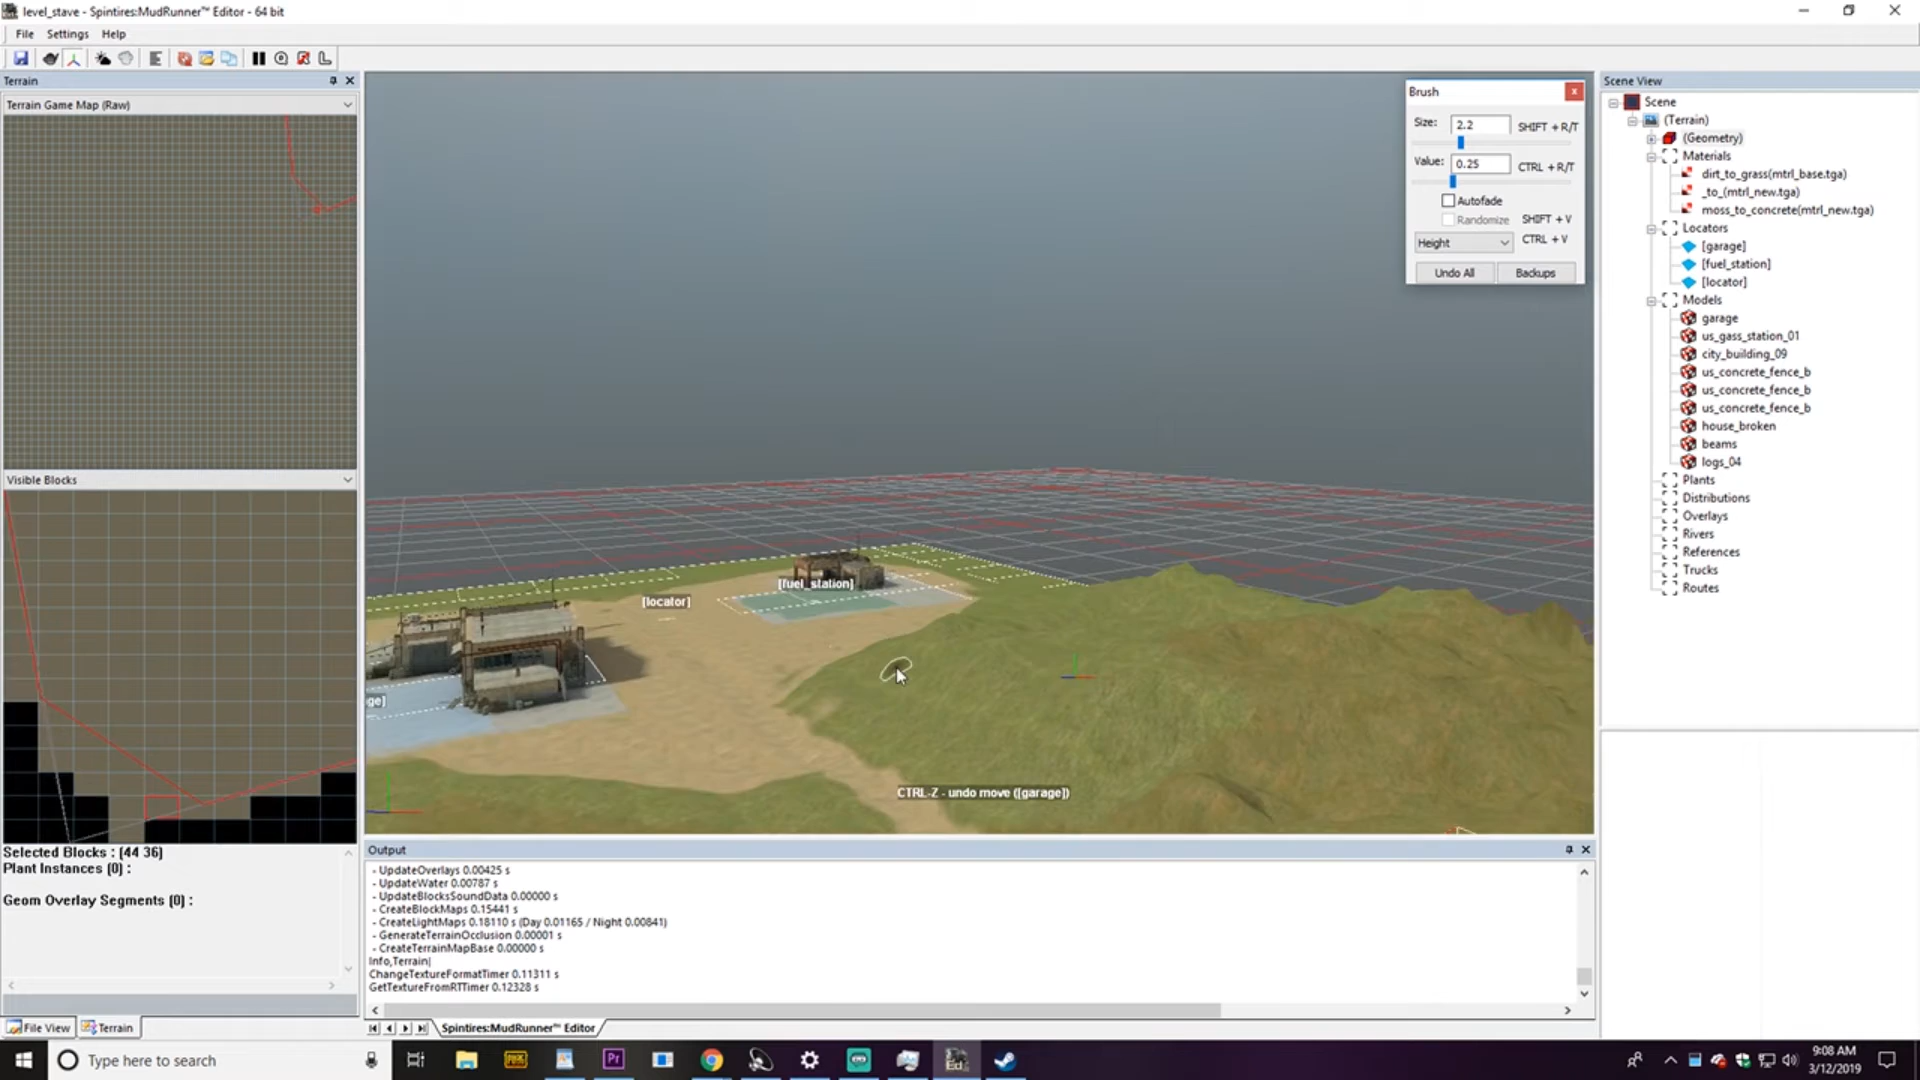 level_stave - Spintires:MudRunner™ Editor - 64 bit
File Settings Help
Terrain
Terrain Game Map (Raw)
Visible Blocks
Selected Blocks : [44 36]
Plant Instances [0] :
Geom Overlay Segments [0] :
File View Terrain
Brush
Size: 2.2 SHIFT + R/T
Value: 0.25 CTRL + R/T
Autofade
Randomize SHIFT + V
Height CTRL + V
Undo All Backups
[fuel_station]
[locator]
ge]
CTRL-Z - undo move ([garage])
Output
- UpdateOverlays 0.00425 s
- UpdateWater 0.00787 s
- UpdateBlocksSoundData 0.00000 s
- CreateBlockMaps 0.15441 s
- CreateLightMaps 0.18110 s (Day 0.01165 / Night 0.00841)
- GenerateTerrainOcclusion 0.00001 s
- CreateTerrainMapBase 0.00000 s
Info,Terrain|
ChangeTextureFormatTimer 0.11311 s
GetTextureFromRTTimer 0.12328 s
Spintires:MudRunner™ Editor
Scene View
Scene
(Terrain)
(Geometry)
Materials
dirt_to_grass(mtrl_base.tga)
_to_(mtrl_new.tga)
moss_to_concrete(mtrl_new.tga)
Locators
[garage]
[fuel_station]
[locator]
Models
garage
us_gass_station_01
city_building_09
us_concrete_fence_b
us_concrete_fence_b
us_concrete_fence_b
house_broken
beams
logs_04
Plants
Distributions
Overlays
Rivers
References
Trucks
Routes
Type here to search
Pr
Ed
9:08 AM
3/12/2019